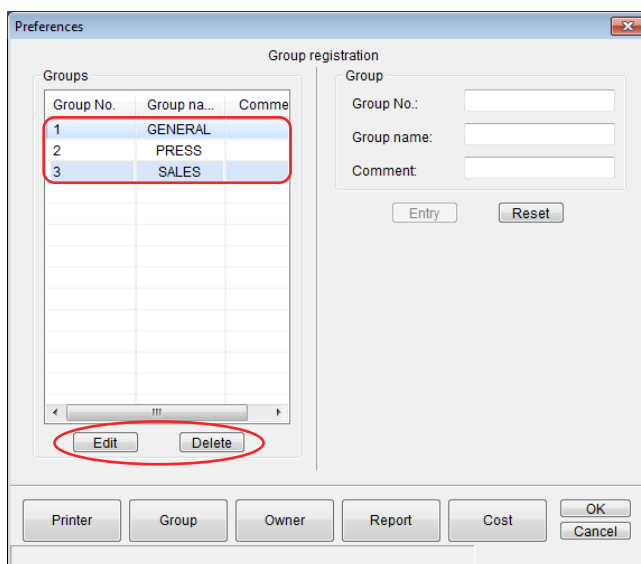 Preferences
Group registration
Groups
Group No. Group na... Comme
1 GENERAL
2 PRESS
3 SALES
Edit Delete
Group
Group No.:
Group name:
Comment:
Entry Reset
Printer Group Owner Report Cost
OK
Cancel